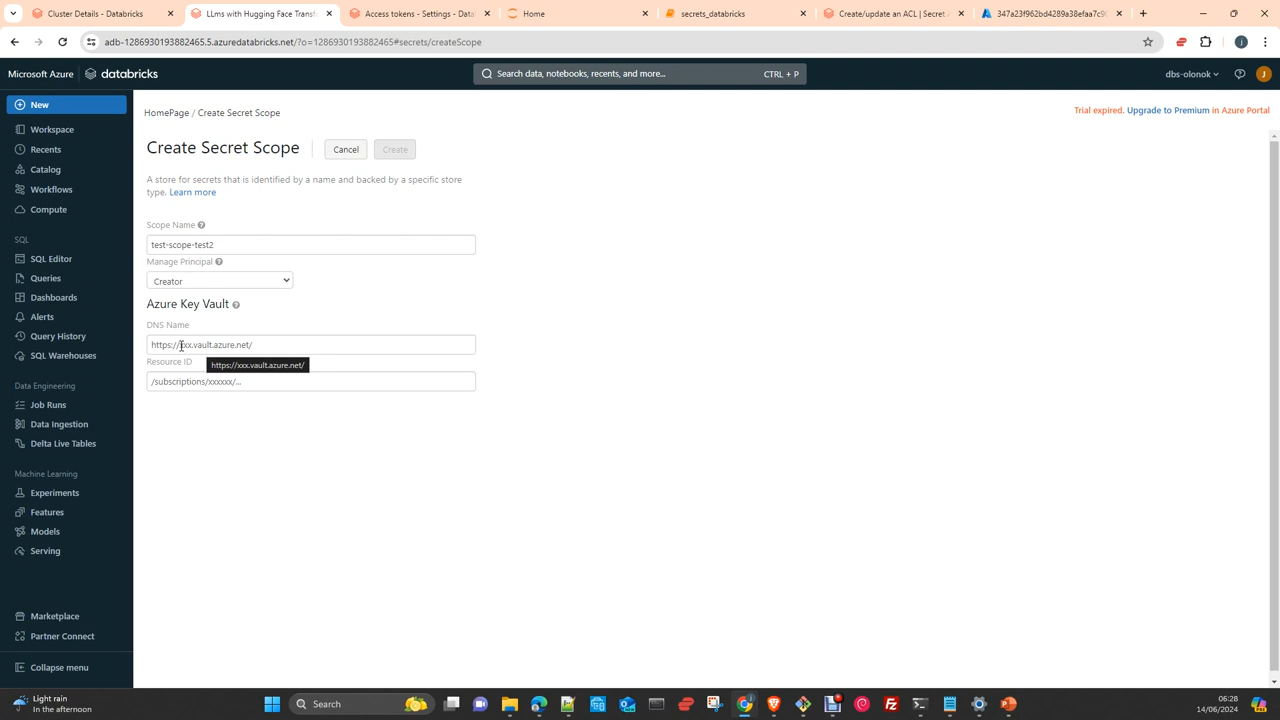 Cluster Details - Databricks
LLms with Hugging Face Transf
Access tokens - Settings - Data
Home
secrets_databricks
Create/update an ACL | Secret
347a23f962bd4289a38efaa7c9
adb-1286930193882465.5.azuredatabricks.net/?o=1286930193882465#secrets/createScope
Microsoft Azure
databricks
Search data, notebooks, recents, and more...
CTRL + P
dbs-olonok
J
New
Workspace
Recents
Catalog
Workflows
Compute
SQL
SQL Editor
Queries
Dashboards
Alerts
Query History
SQL Warehouses
Data Engineering
Job Runs
Data Ingestion
Delta Live Tables
Machine Learning
Experiments
Features
Models
Serving
Marketplace
Partner Connect
Collapse menu
HomePage / Create Secret Scope
Trial expired. Upgrade to Premium in Azure Portal
Create Secret Scope
Cancel
Create
A store for secrets that is identified by a name and backed by a specific store
type. Learn more
Scope Name
test-scope-test2
Manage Principal
Creator
Azure Key Vault
DNS Name
https://xxx.vault.azure.net/
Resource ID
https://xxx.vault.azure.net/
/subscriptions/xxxxxx/...
Light rain
In the afternoon
Search
06:28
14/06/2024